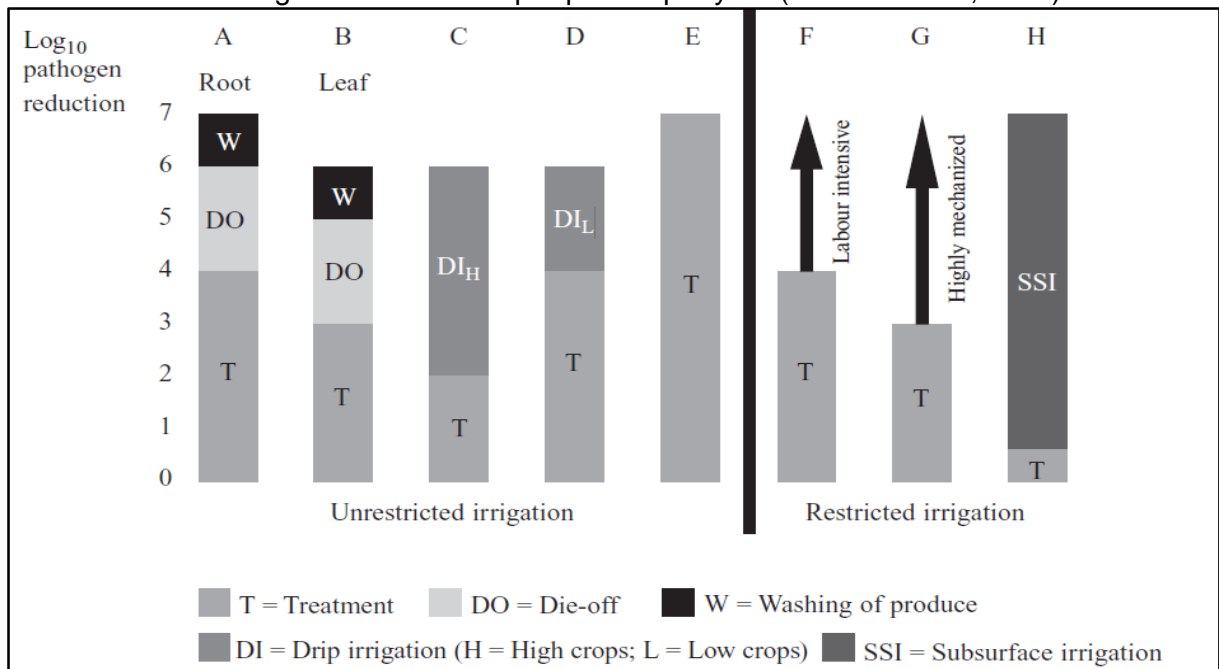 Log10
pathogen
reduction
A B C D E F G H
Root Leaf
7
6
5
4
3
2
1
0
W
DO
T
W
DO
T
DIH
T
DIL
T
T
Labour intensive
T
Highly mechanized
T
SSI
T
Unrestricted irrigation
Restricted irrigation
T = Treatment DO = Die-off W = Washing of produce
DI = Drip irrigation (H = High crops; L = Low crops) SSI = Subsurface irrigation